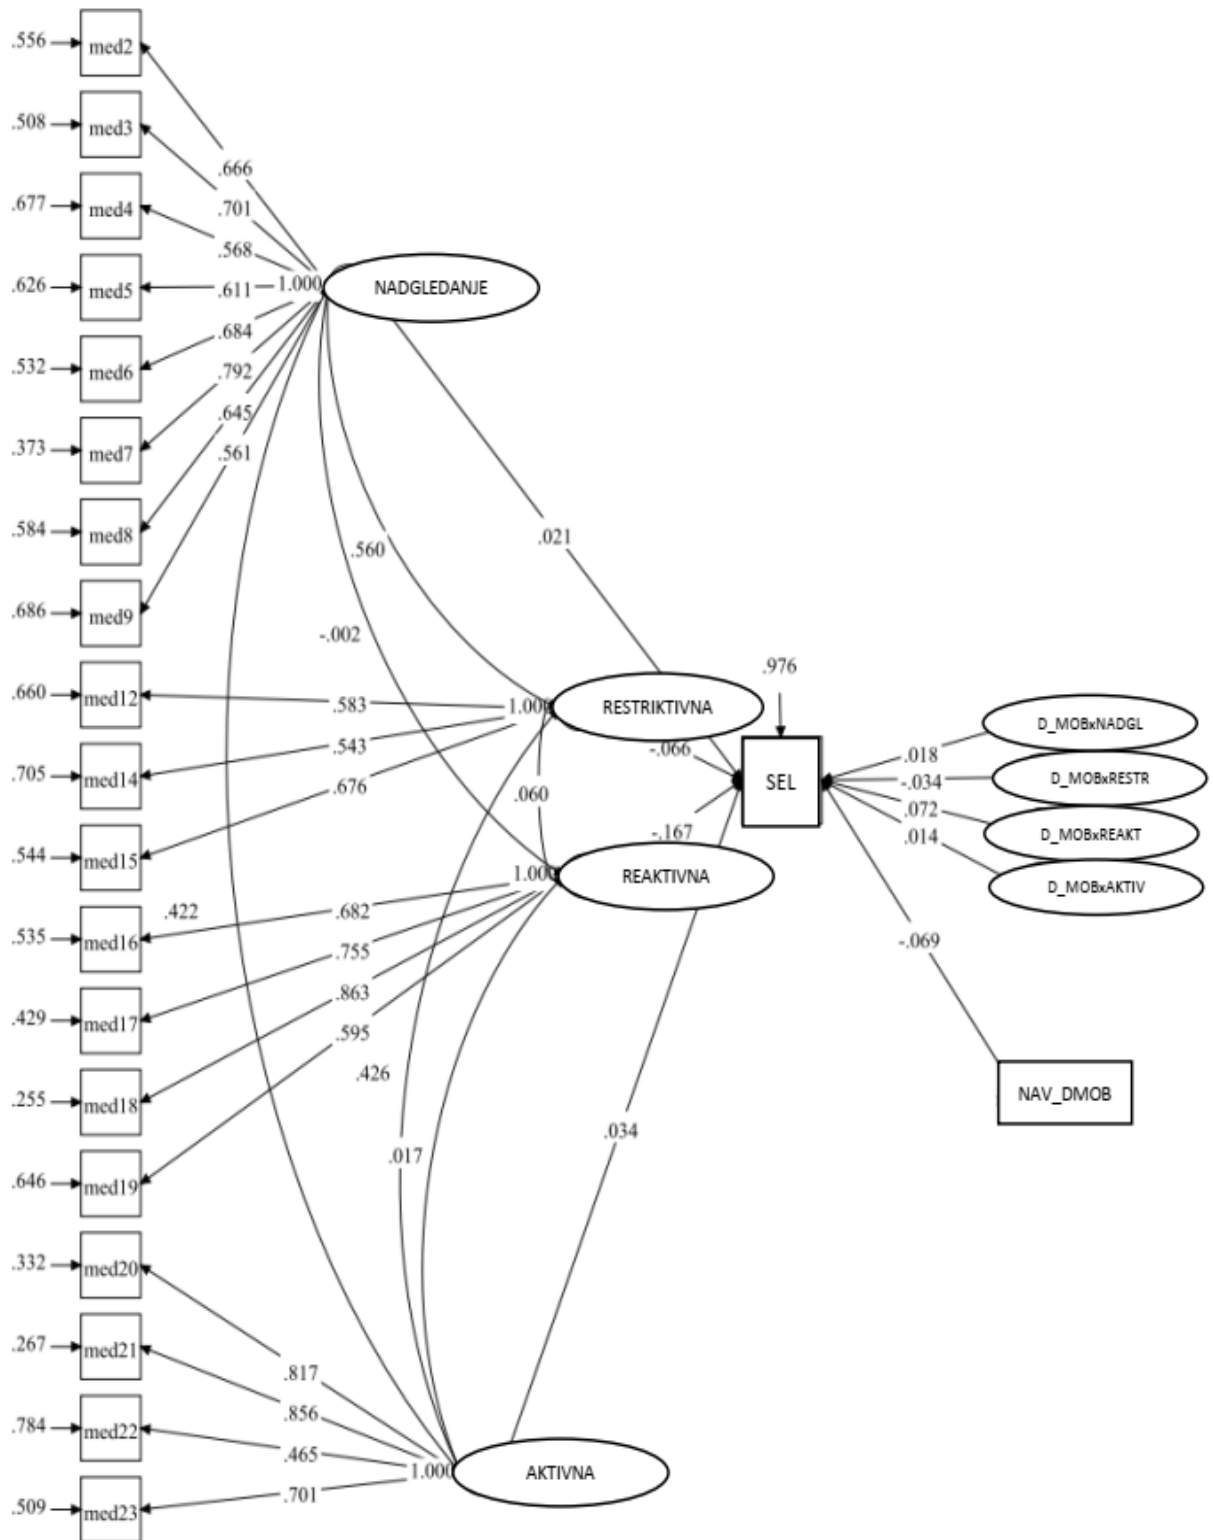 .556
med2
.508
med3
.666
.677
med4
.701
.568
.626
med5
.611
1.000
NADGLEDANJE
.684
.532
med6
.792
.645
.373
med7
.561
.584
med8
.021
.560
.686
med9
-.002
.976
.660
med12
.583
1.000
RESTRIKTIVNA
D_MOBxNADGL
.543
-.066
.018
.705
med14
.676
.060
SEL
-.034
D_MOBxRESTR
.072
-.167
.014
D_MOBxREAKT
.544
med15
1.000
REAKTIVNA
D_MOBxAKTIV
.422
.682
.535
med16
.755
-.069
.863
.429
med17
.595
.426
.255
med18
NAV_DMOB
.034
.017
.646
med19
.332
med20
.267
med21
.817
.856
.784
med22
.465
1.000
AKTIVNA
.701
.509
med23